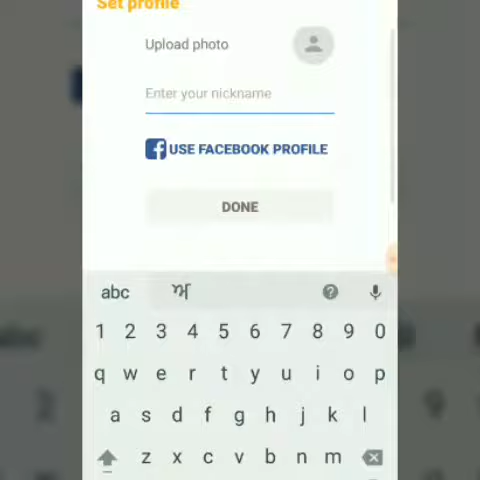 Set profile
Upload photo
Enter your nickname
USE FACEBOOK PROFILE
DONE
abc ਅ
1 2 3 4 5 6 7 8 9 0
q w e r t y u i o p
a s d f g h j k l
z x c v b n m